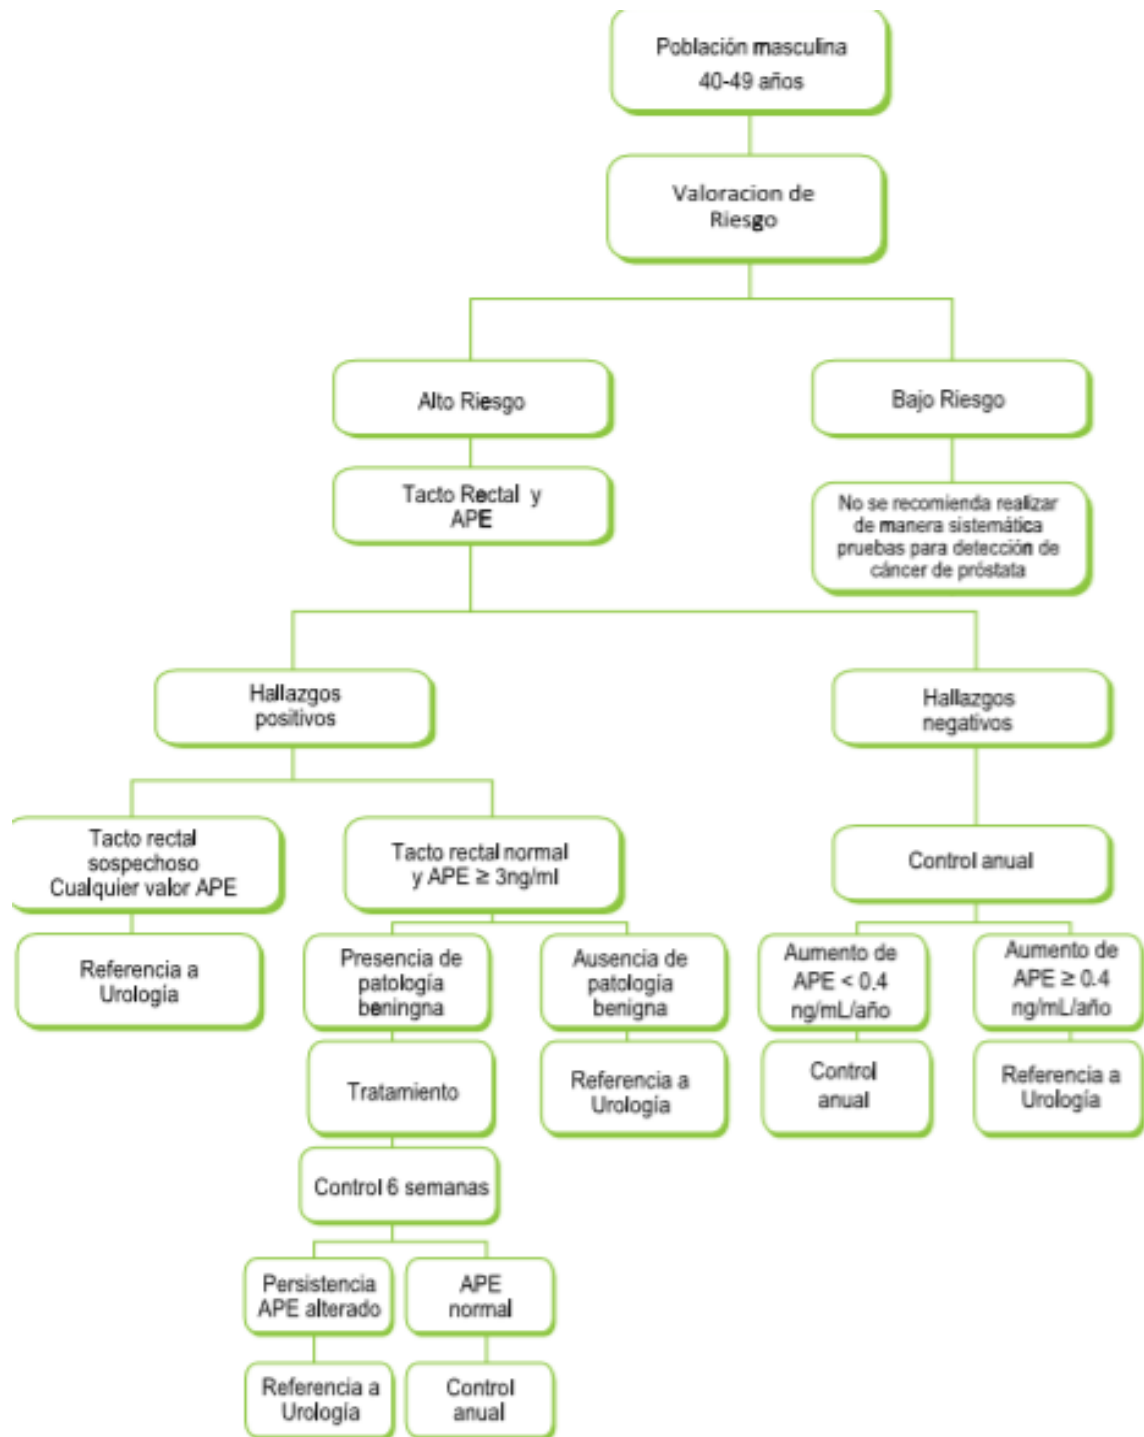 Población masculina
40-49 años
Valoracion de
Riesgo
Alto Riesgo
Bajo Riesgo
Tacto Rectal y
APE
No se recomienda realizar
de manera sistemática
pruebas para detección de
cáncer de próstata
Hallazgos
positivos
Hallazgos
negativos
Tacto rectal
sospechoso
Cualquier valor APE
Tacto rectal normal
y APE ≥ 3ng/ml
Control anual
Referencia a
Urología
Presencia de
patología
beningna
Ausencia de
patología
benigna
Aumento de
APE < 0.4
ng/mL/año
Aumento de
APE ≥ 0.4
ng/mL/año
Tratamiento
Referencia a
Urología
Control
anual
Referencia a
Urología
Control 6 semanas
Persistencia
APE alterado
APE
normal
Referencia a
Urología
Control
anual